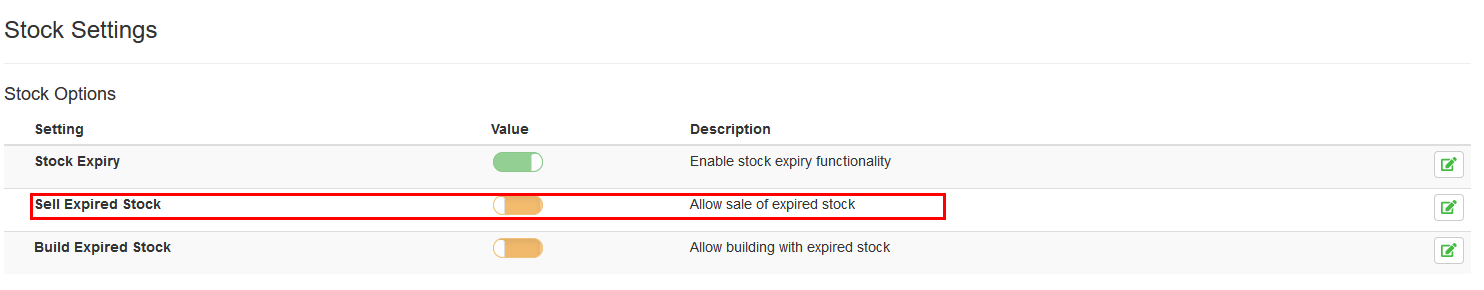 Stock Settings
Stock Options
Setting Value Description
Stock Expiry Enable stock expiry functionality
Sell Expired Stock Allow sale of expired stock
Build Expired Stock Allow building with expired stock